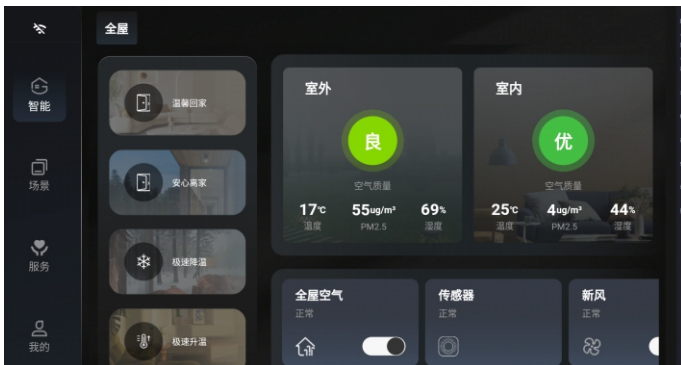 全屋
智能
场景
服务
我的
温馨回家
安心离家
极速降温
极速升温
室外
良
空气质量
17℃ 55ug/m³ 69%
温度 PM2.5 湿度
室内
优
空气质量
25℃ 4ug/m³ 44%
温度 PM2.5 湿度
全屋空气
正常
传感器
正常
新风
正常